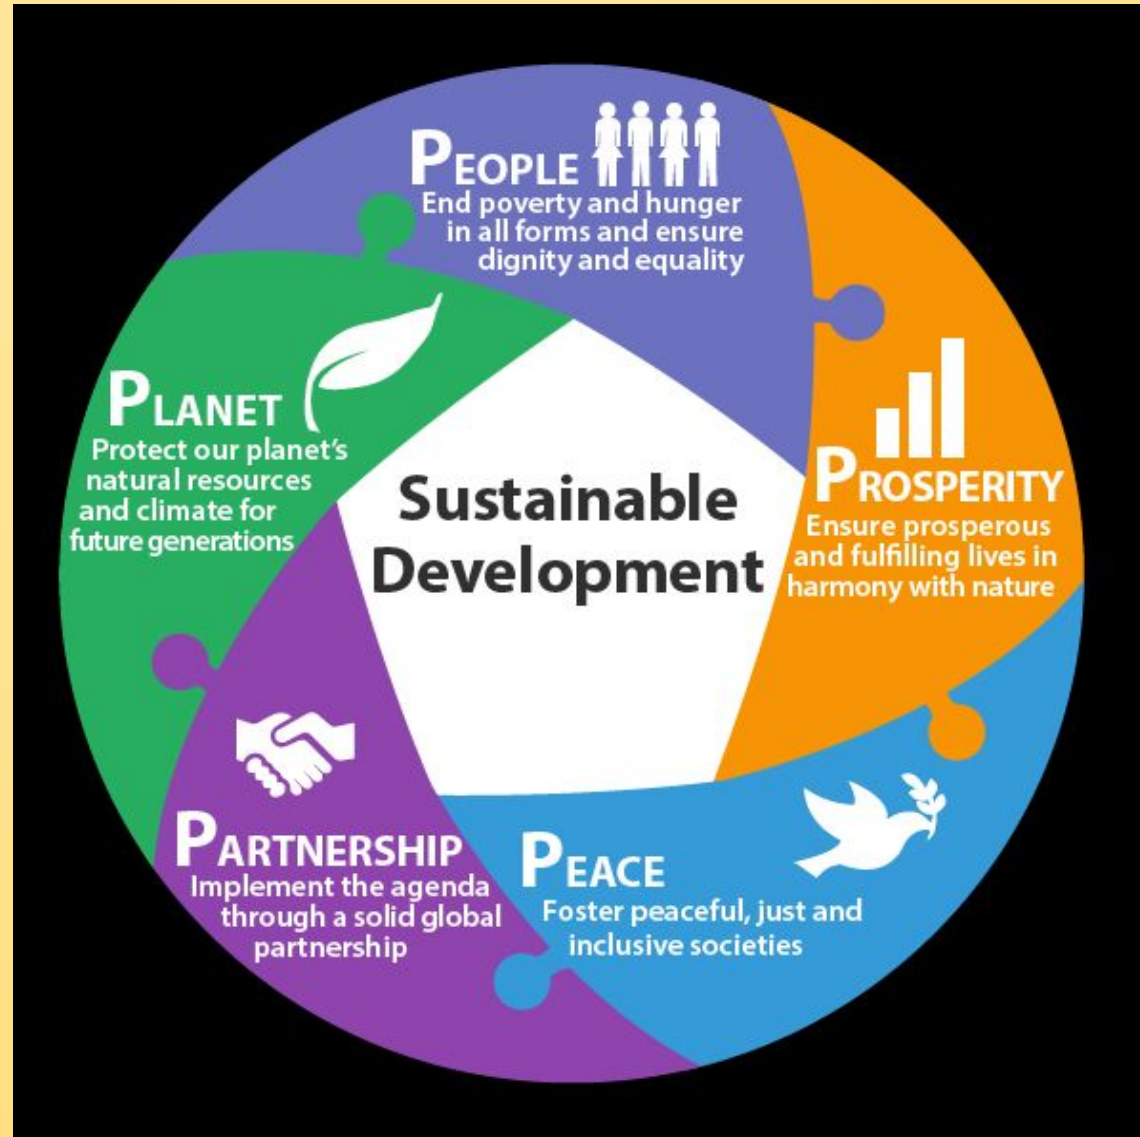 PEOPLE
End poverty and hunger
in all forms and ensure
dignity and equality
PROSPERITY
Ensure prosperous
and fulfilling lives in
harmony with nature
PEACE
Foster peaceful, just and
inclusive societies
PARTNERSHIP
Implement the agenda
through a solid global
partnership
PLANET
Protect our planet’s
natural resources
and climate for
future generations
Sustainable
Development